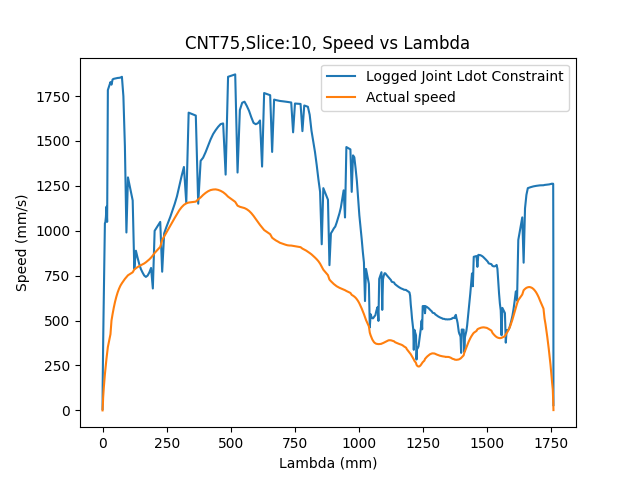 CNT75,Slice:10, Speed vs Lambda
Logged Joint Ldot Constraint
Actual speed
1750
1500
1250
1000
750
500
250
0
Speed (mm/s)
0 250 500 750 1000 1250 1500 1750
Lambda (mm)